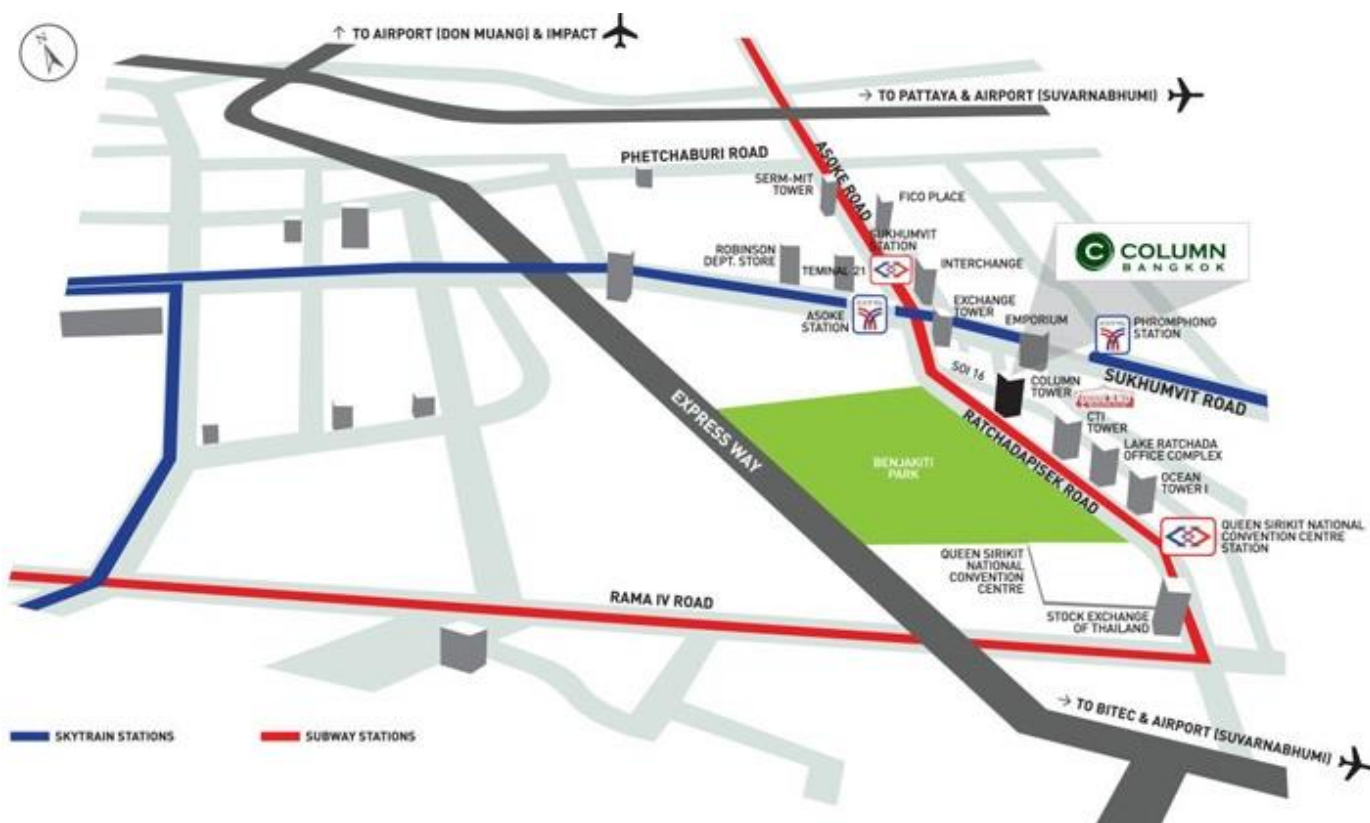 N
↑ TO AIRPORT (DON MUANG) & IMPACT
→ TO PATTAYA & AIRPORT (SUVARNABHUMI)
PHETCHABURI ROAD
ASOKE ROAD
SERM-MIT
TOWER
FICO PLACE
SUKHUMVIT
STATION
ROBINSON
DEPT. STORE
TEMINAL 21
INTERCHANGE
C COLUMN
BANGKOK
ASOKE
STATION
EXCHANGE
TOWER
EMPORIUM
PHROMPHONG
STATION
SOI 16
COLUMN
TOWER
SUKHUMVIT ROAD
CTI
TOWER
EXPRESS WAY
BENJAKITI
PARK
RATCHADAPISEK ROAD
LAKE RATCHADA
OFFICE COMPLEX
OCEAN
TOWER I
QUEEN SIRIKIT NATIONAL
CONVENTION CENTRE
STATION
QUEEN SIRIKIT
NATIONAL
CONVENTION
CENTRE
RAMA IV ROAD
STOCK EXCHANGE
OF THAILAND
→ TO BITEC & AIRPORT (SUVARNABHUMI)
SKYTRAIN STATIONS
SUBWAY STATIONS